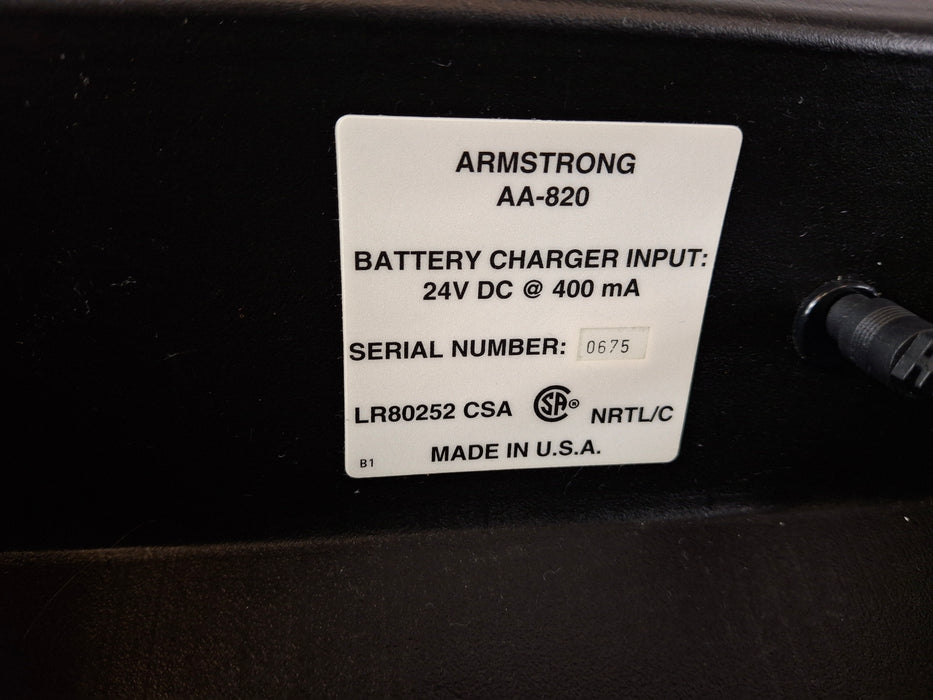 ARMSTRONG
AA-820
BATTERY CHARGER INPUT:
24V DC @ 400 mA
SERIAL NUMBER: 0675
LR80252 CSA SA® NRTL/C
B1 MADE IN U.S.A.